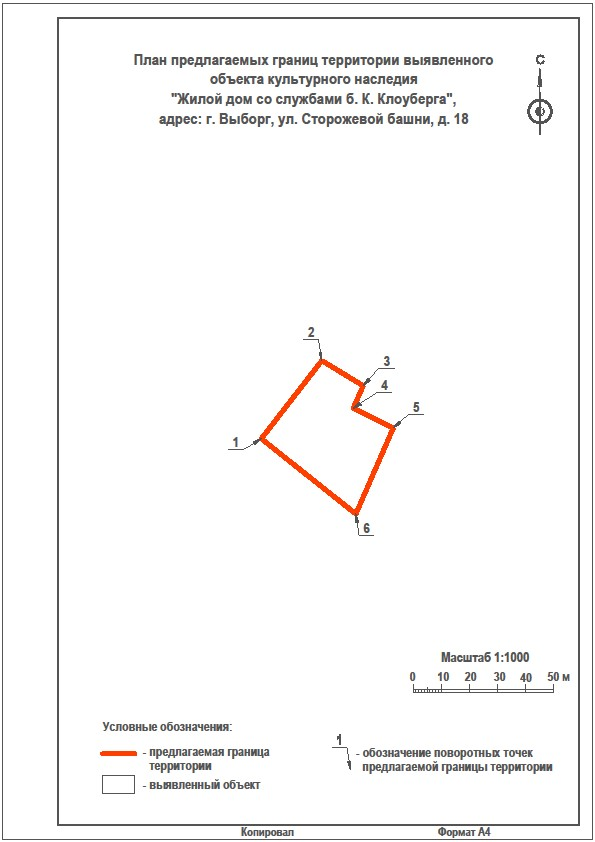 План предлагаемых границ территории выявленного
объекта культурного наследия
"Жилой дом со службами б. К. Клоуберга",
адрес: г. Выборг, ул. Сторожевой башни, д. 18
С
2
3
4
5
1
6
Масштаб 1:1000
0 10 20 30 40 50 м
Условные обозначения:
- предлагаемая граница
территории
- выявленный объект
1
- обозначение поворотных точек
предлагаемой границы территории
Копировал Формат А4